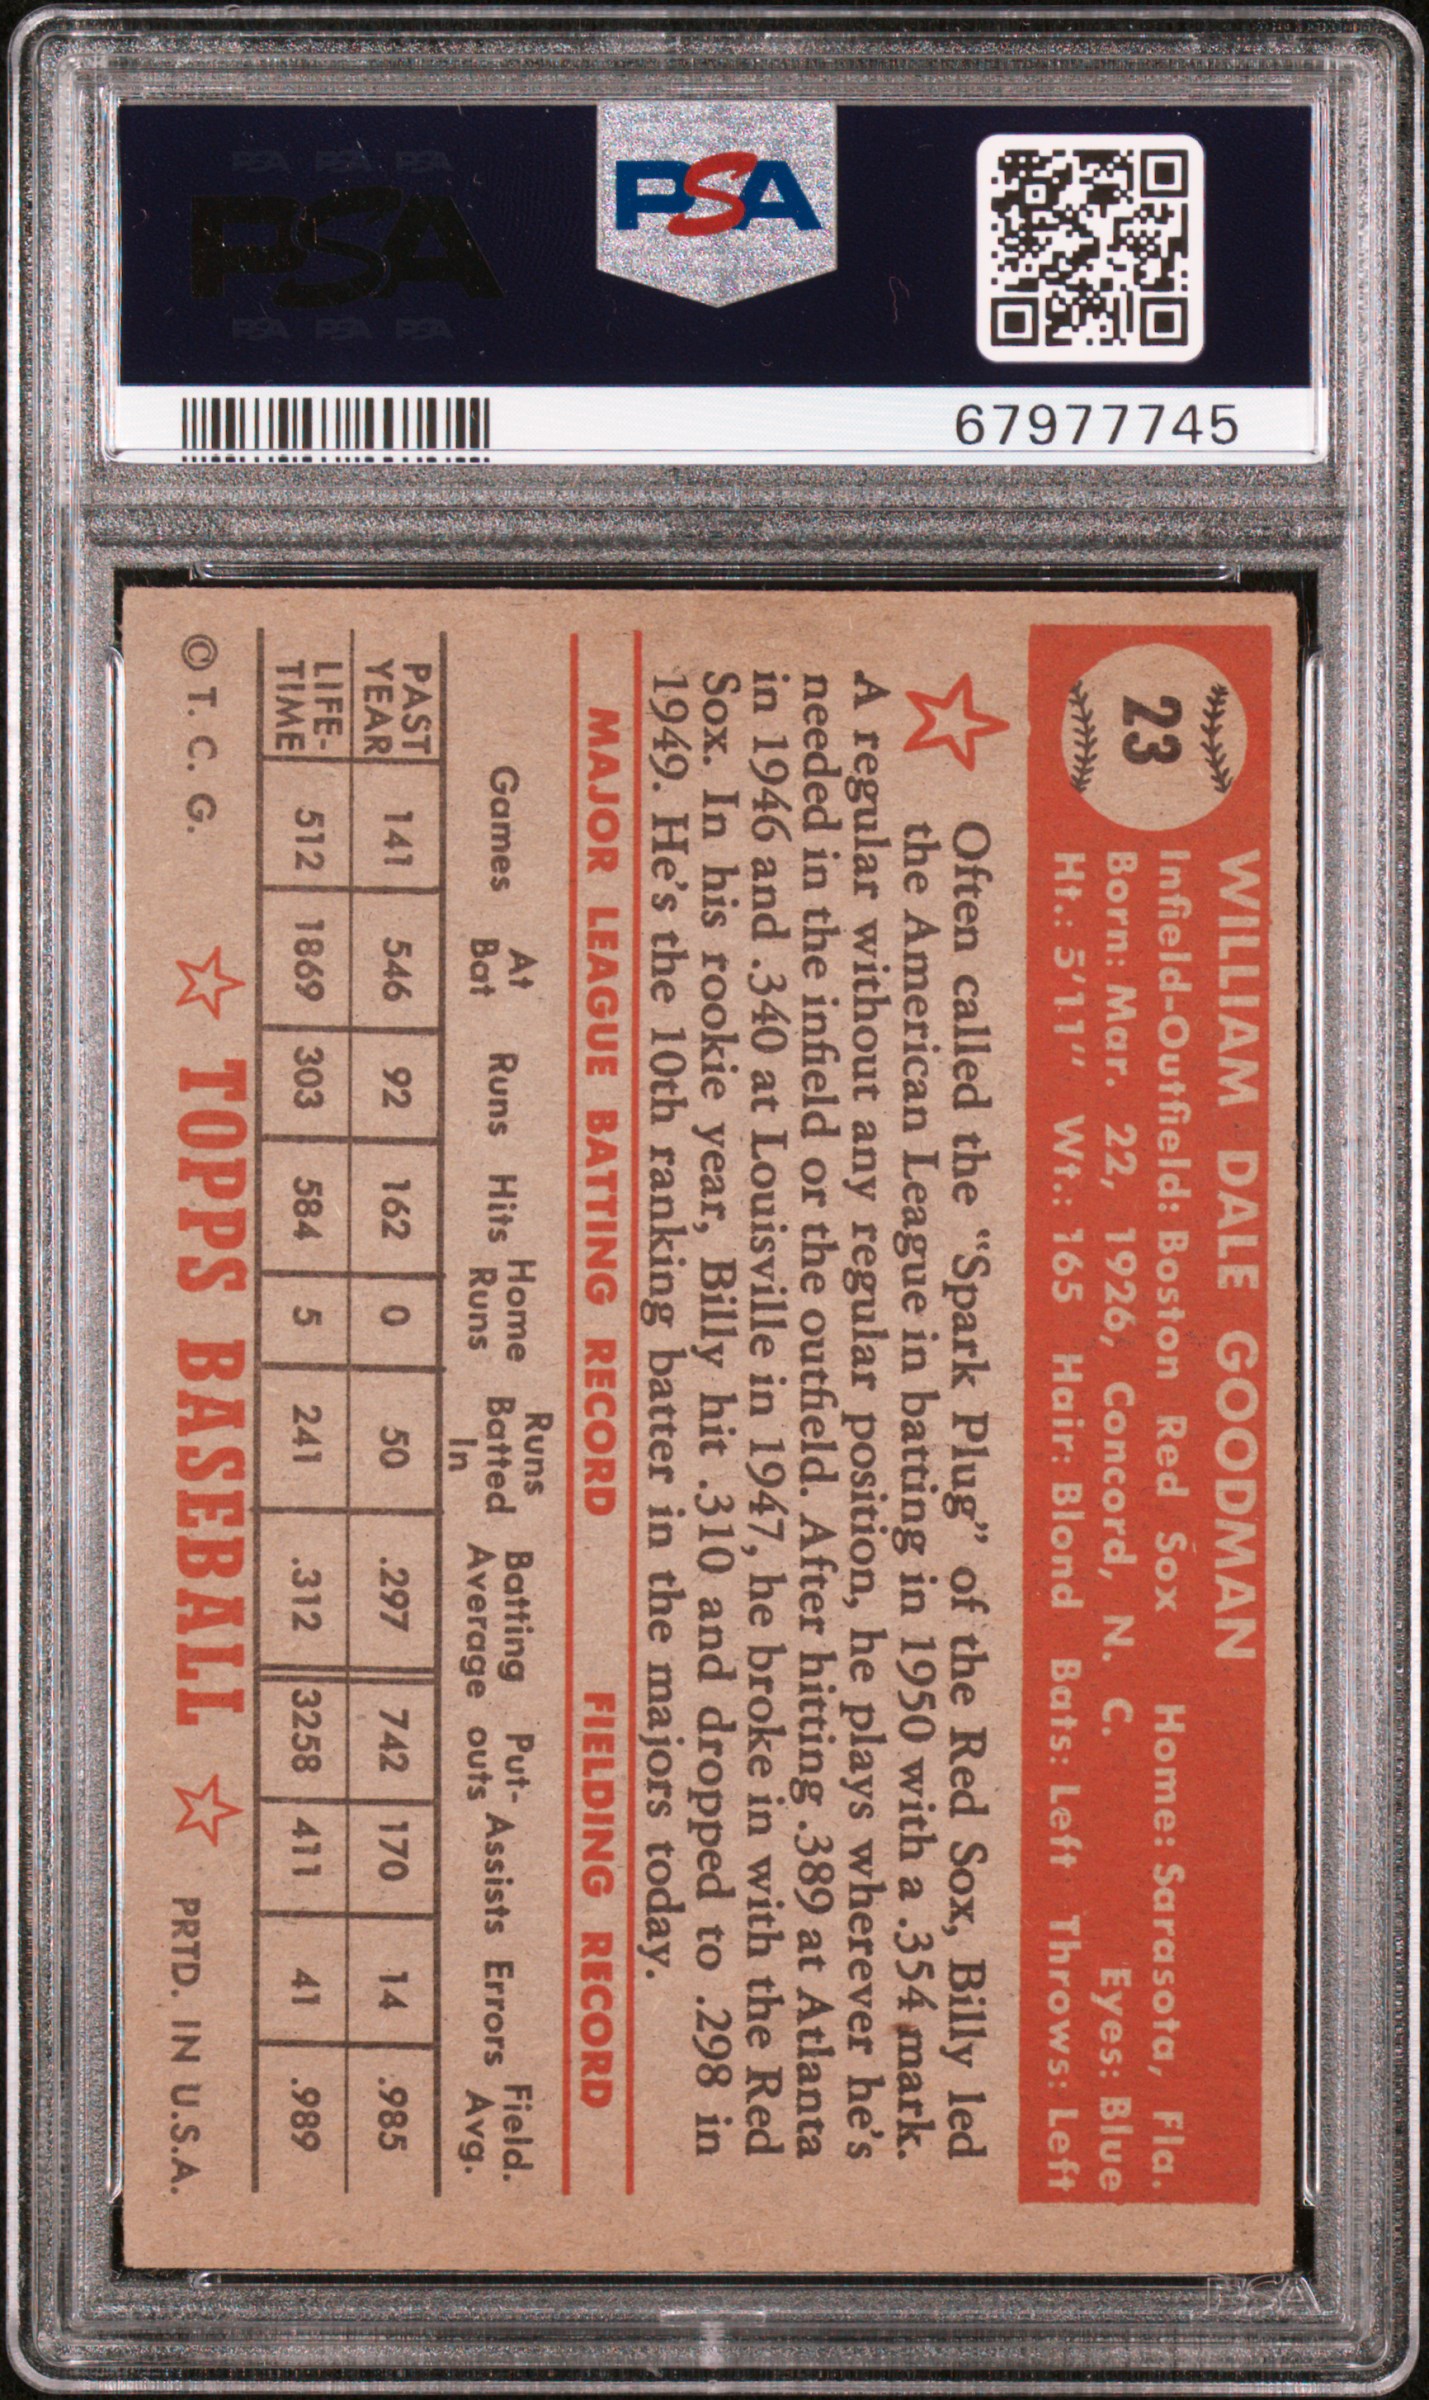 PSA PSA PSA
PSA
PSA PSA PSA
PSA
67977745
23
WILLIAM DALE GOODMAN
Infield-Outfield: Boston Red Sox Home: Sarasota, Fla.
Born: Mar. 22, 1926, Concord, N. C. Eyes: Blue
Ht.: 5'11" Wt.: 165 Hair: Blond Bats: Left Throws: Left
Often called the "Spark Plug" of the Red Sox, Billy led
the American League in batting in 1950 with a .354 mark.
A regular without any regular position, he plays wherever he's
needed in the infield or the outfield. After hitting .389 at Atlanta
in 1946 and .340 at Louisville in 1947, he broke in with the Red
Sox. In his rookie year, Billy hit .310 and dropped to .298 in
1949. He's the 10th ranking batter in the majors today.
MAJOR LEAGUE BATTING RECORD FIELDING RECORD
Games At Bat Runs Hits Home Runs Runs Batted In Batting Average Put-outs Assists Errors Field. Avg.
PAST YEAR 141 546 92 162 0 50 .297 742 170 14 .985
LIFE-TIME 512 1869 303 584 5 241 .312 3258 411 41 .989
© T. C. G. TOPPS BASEBALL PRTD. IN U.S.A.
PSA